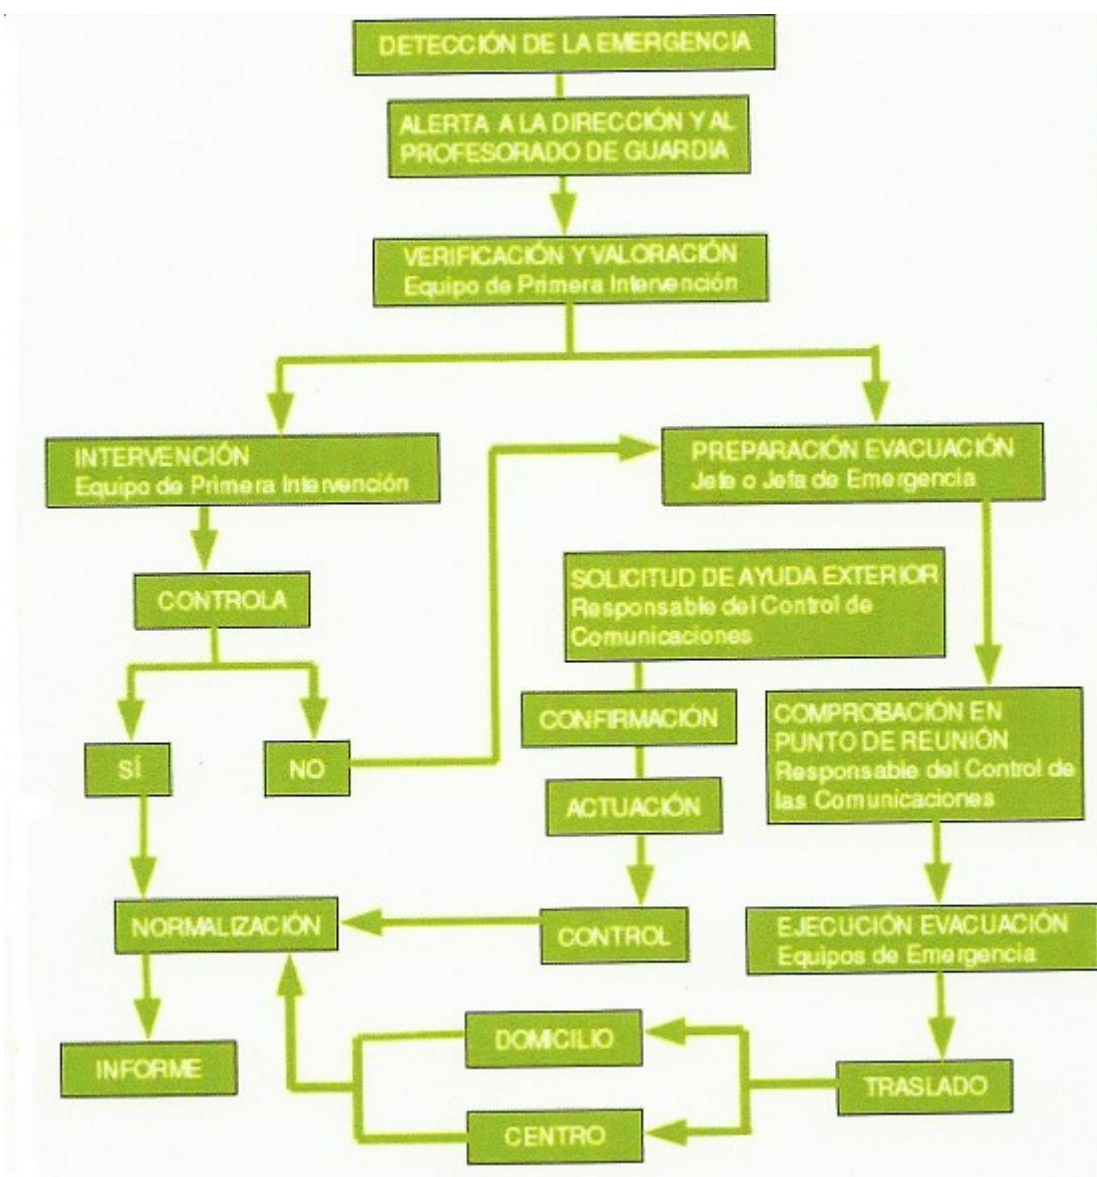 DETECCIÓN DE LA EMERGENCIA
ALERTA A LA DIRECCIÓN Y AL
PROFESORADO DE GUARDIA
VERIFICACIÓN Y VALORACIÓN
Equipo de Primera Intervención
INTERVENCIÓN
Equipo de Primera Intervención
PREPARACIÓN EVACUACIÓN
Jefe o Jefa de Emergencia
CONTROLA
SOLICITUD DE AYUDA EXTERIOR
Responsable del Control de
Comunicaciones
SÍ
NO
CONFIRMACIÓN
COMPROBACIÓN EN
PUNTO DE REUNIÓN
Responsable del Control de
las Comunicaciones
ACTUACIÓN
NORMALIZACIÓN
CONTROL
EJECUCIÓN EVACUACIÓN
Equipos de Emergencia
INFORME
DOMICILIO
TRASLADO
CENTRO